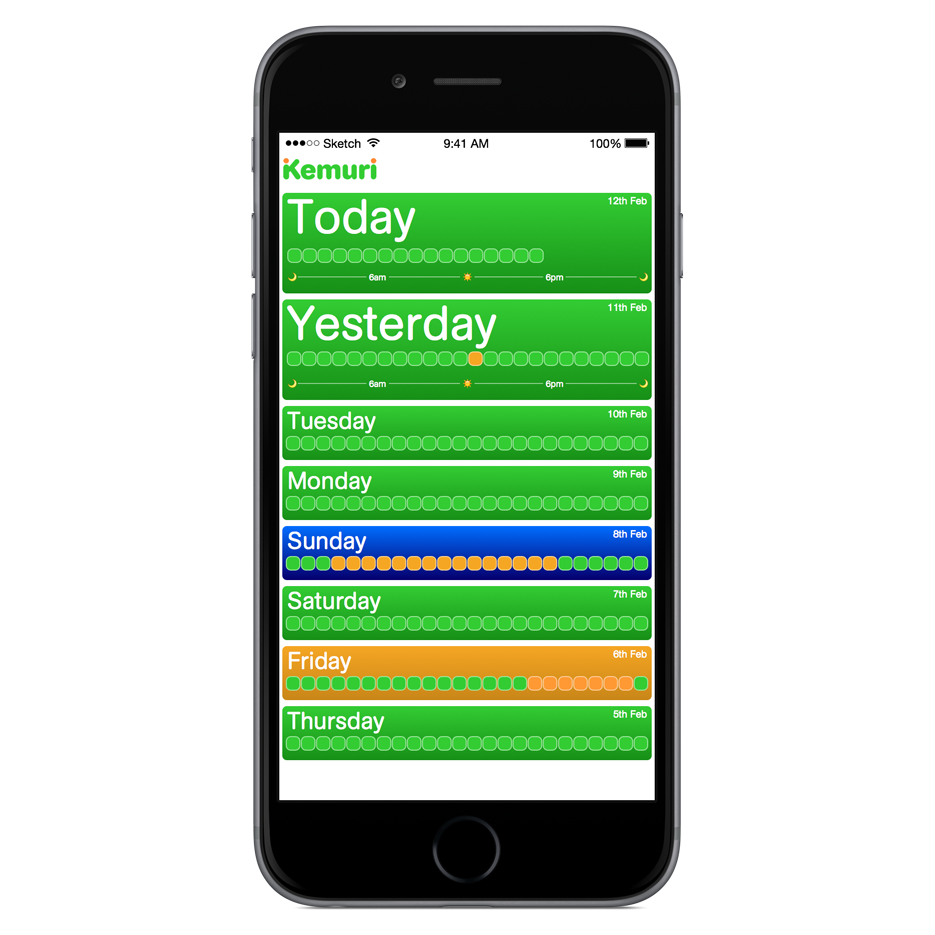 Sketch 9:41 AM 100%
Kemuri
Today 12th Feb
6am 6pm
Yesterday 11th Feb
6am 6pm
Tuesday 10th Feb
Monday 9th Feb
Sunday 8th Feb
Saturday 7th Feb
Friday 6th Feb
Thursday 5th Feb